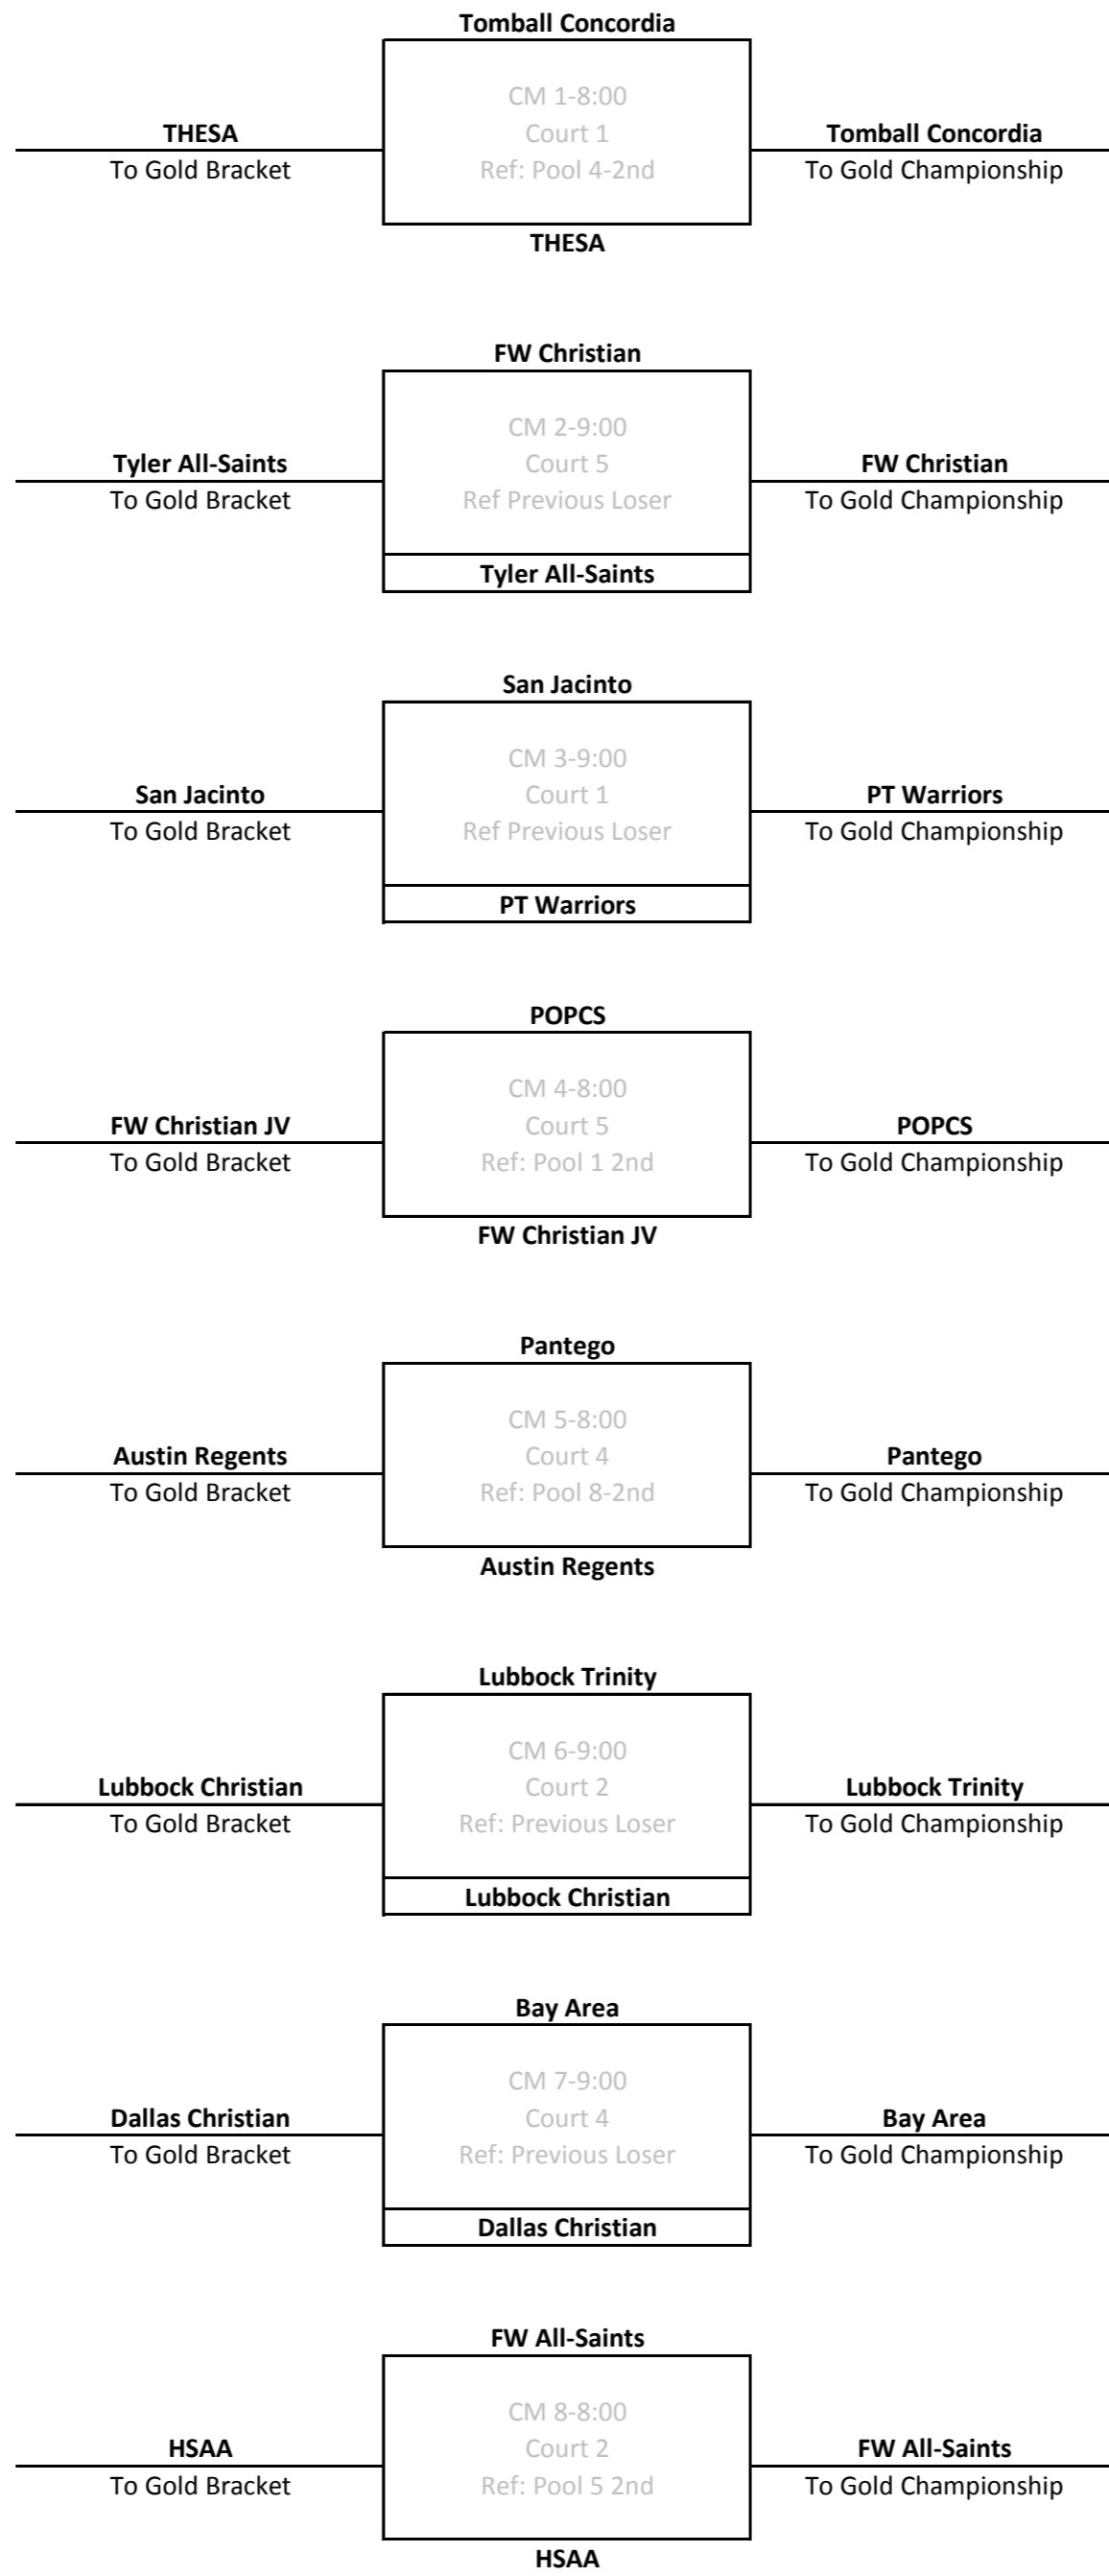 Tomball Concordia
CM 1-8:00
THESA Court 1 Tomball Concordia
To Gold Bracket Ref: Pool 4-2nd To Gold Championship
THESA
FW Christian
CM 2-9:00
Tyler All-Saints Court 5 FW Christian
To Gold Bracket Ref Previous Loser To Gold Championship
Tyler All-Saints
San Jacinto
CM 3-9:00
San Jacinto Court 1 PT Warriors
To Gold Bracket Ref Previous Loser To Gold Championship
PT Warriors
POPCS
CM 4-8:00
FW Christian JV Court 5 POPCS
To Gold Bracket Ref: Pool 1 2nd To Gold Championship
FW Christian JV
Pantego
CM 5-8:00
Austin Regents Court 4 Pantego
To Gold Bracket Ref: Pool 8-2nd To Gold Championship
Austin Regents
Lubbock Trinity
CM 6-9:00
Lubbock Christian Court 2 Lubbock Trinity
To Gold Bracket Ref: Previous Loser To Gold Championship
Lubbock Christian
Bay Area
CM 7-9:00
Dallas Christian Court 4 Bay Area
To Gold Bracket Ref: Previous Loser To Gold Championship
Dallas Christian
FW All-Saints
CM 8-8:00
HSAA Court 2 FW All-Saints
To Gold Bracket Ref: Pool 5 2nd To Gold Championship
HSAA